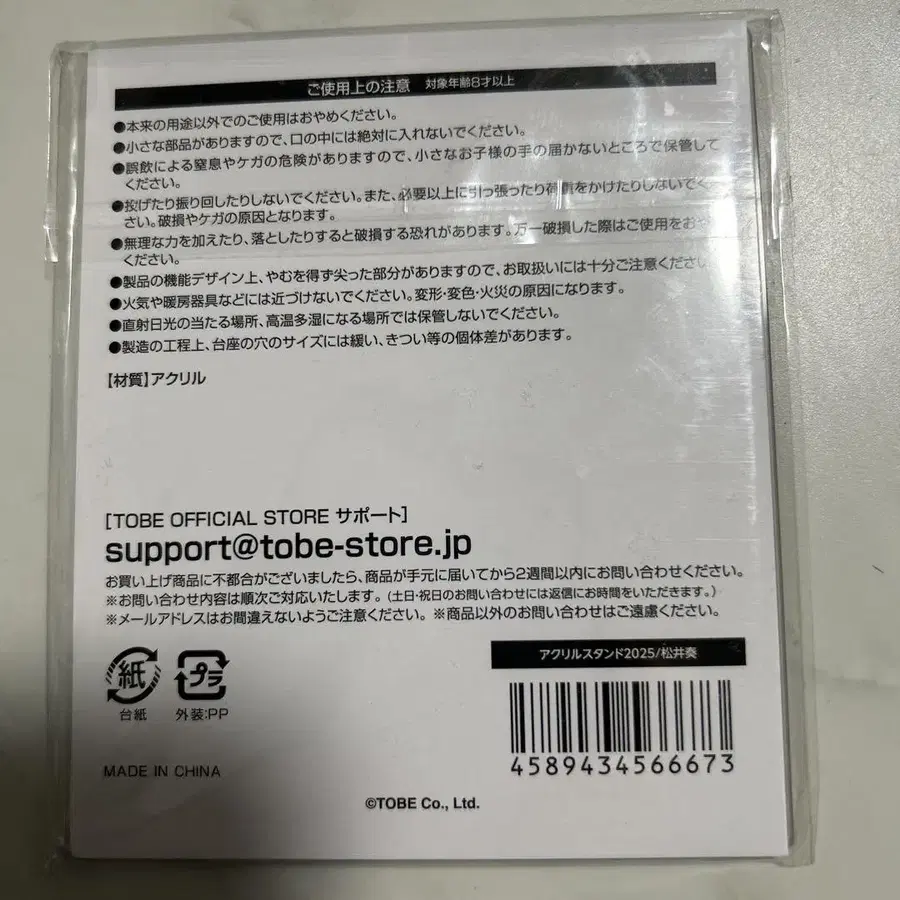 ご使用上の注意 対象年齢8才以上
●本来の用途以外でのご使用はおやめください。
●小さな部品がありますので、口の中には絶対に入れないでください。
●誤飲による窒息やケガの危険がありますので、小さなお子様の手の届かないところで保管して
ください。
●投げたり振り回したりしないでください。また、必要以上に引っ張ったり荷重をかけたりしないでく
さい。破損やケガの原因となります。
●無理な力を加えたり、落としたりすると破損する恐れがあります。万一破損した際はご使用をおや
ください。
●製品の機能デザイン上、やむを得ず尖った部分がありますので、お取扱いには十分ご注意ください
●火気や暖房器具などには近づけないでください。変形・変色・火災の原因になります。
●直射日光の当たる場所、高温多湿になる場所では保管しないでください。
●製造の工程上、台座の穴のサイズには緩い、きつい等の個体差があります。
【材質】アクリル
[TOBE OFFICIAL STORE サポート]
support@tobe-store.jp
お買い上げ商品に不都合がございましたら、商品が手元に届いてから2週間以内にお問い合わせください。
※お問い合わせ内容は順次ご対応いたします。(土日・祝日のお問い合わせには返信にお時間をいただきます。)
※メールアドレスはお間違えないようご注意ください。※商品以外のお問い合わせはご遠慮ください。
アクリルスタンド2025/松井奏
紙 プラ
台紙 外装:PP
4589434566673
MADE IN CHINA
©TOBE Co., Ltd.